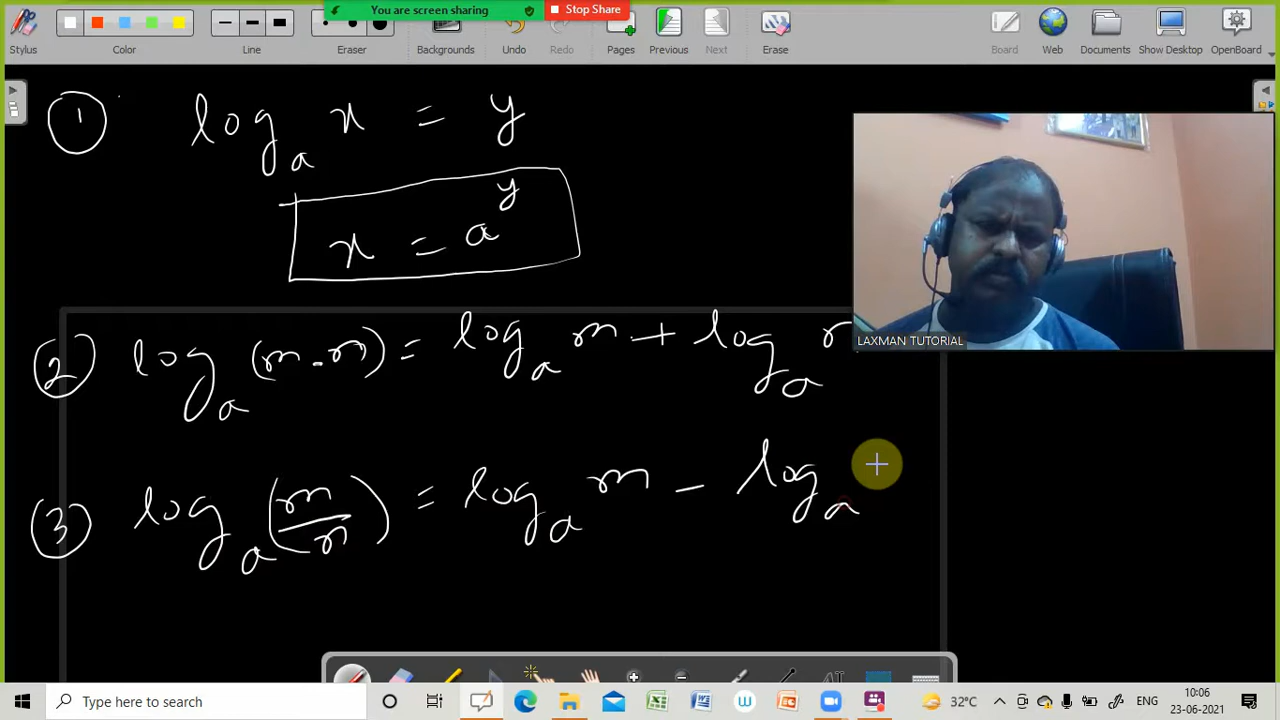 You are screen sharing Stop Share
Stylus Color Line Eraser Backgrounds Undo Redo Pages Previous Next Erase Board Web Documents Show Desktop OpenBoard
① log_a x = y
x = a^y
② log_a (m·n) = log_a m + log_a n
LAXMAN TUTORIAL
③ log_a (m/n) = log_a m - log_a
Type here to search
32°C
ENG
10:06
23-06-2021